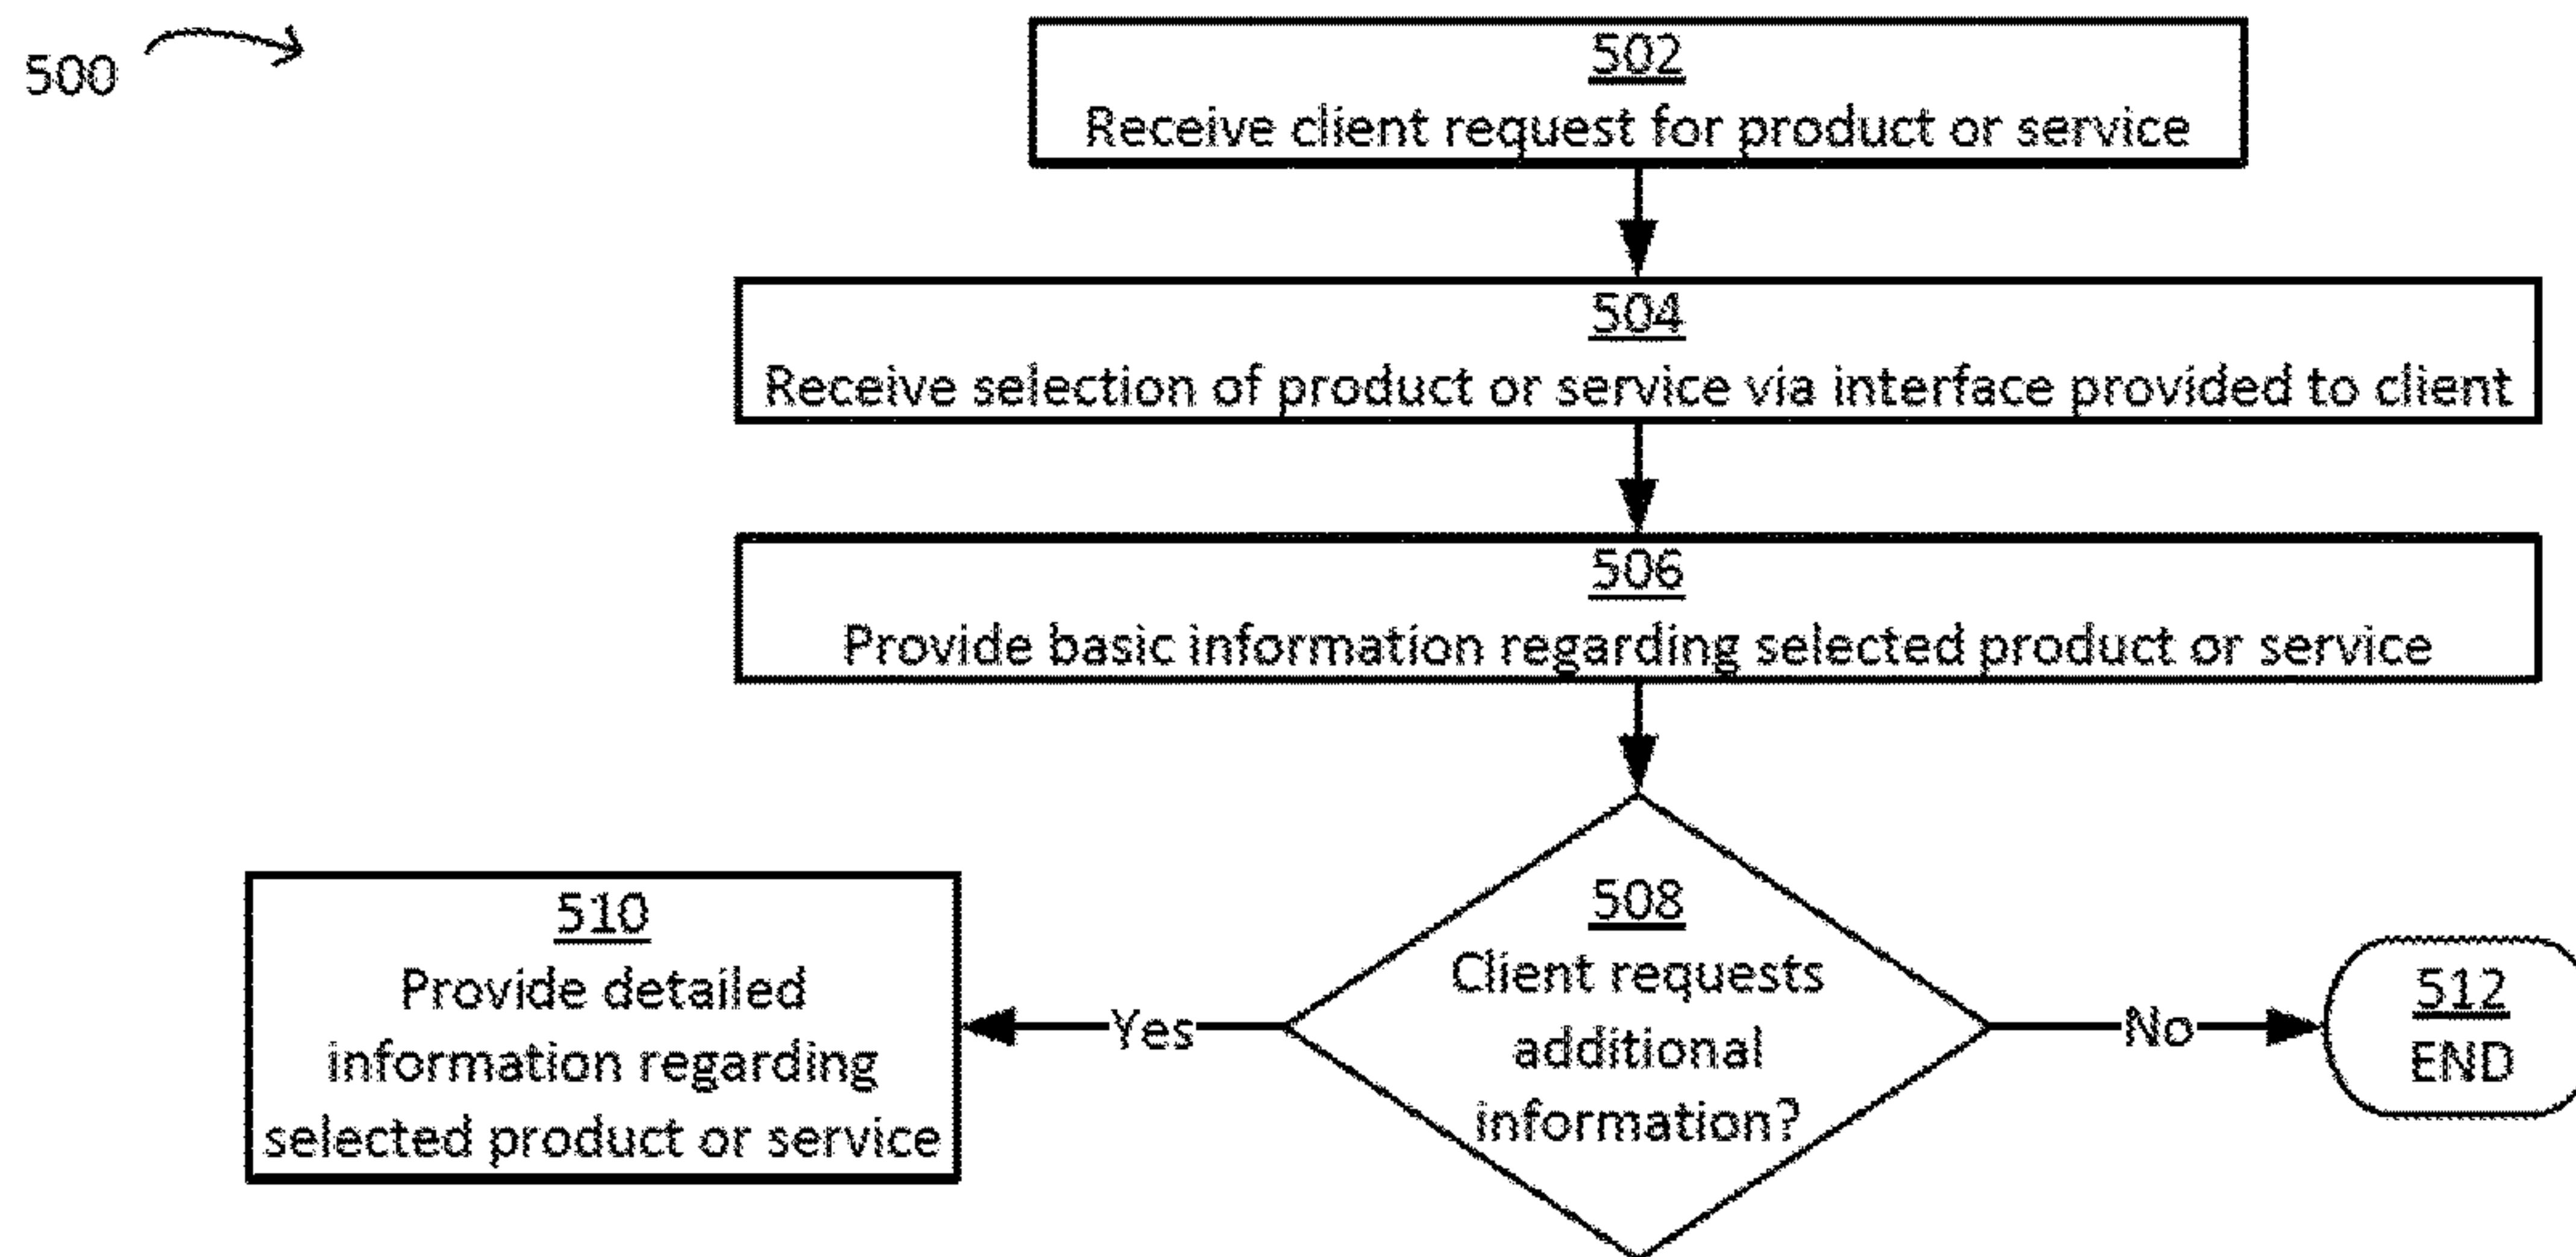 500
502
Receive client request for product or service
504
Receive selection of product or service via interface provided to client
506
Provide basic information regarding selected product or service
508
Client requests
additional
information?
Yes
510
Provide detailed
information regarding
selected product or service
No
512
END